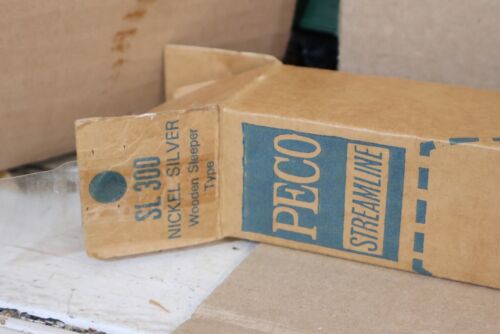 SL 300
NICKEL SILVER
Wooden Sleeper
Type
PECO
STREAMLINE